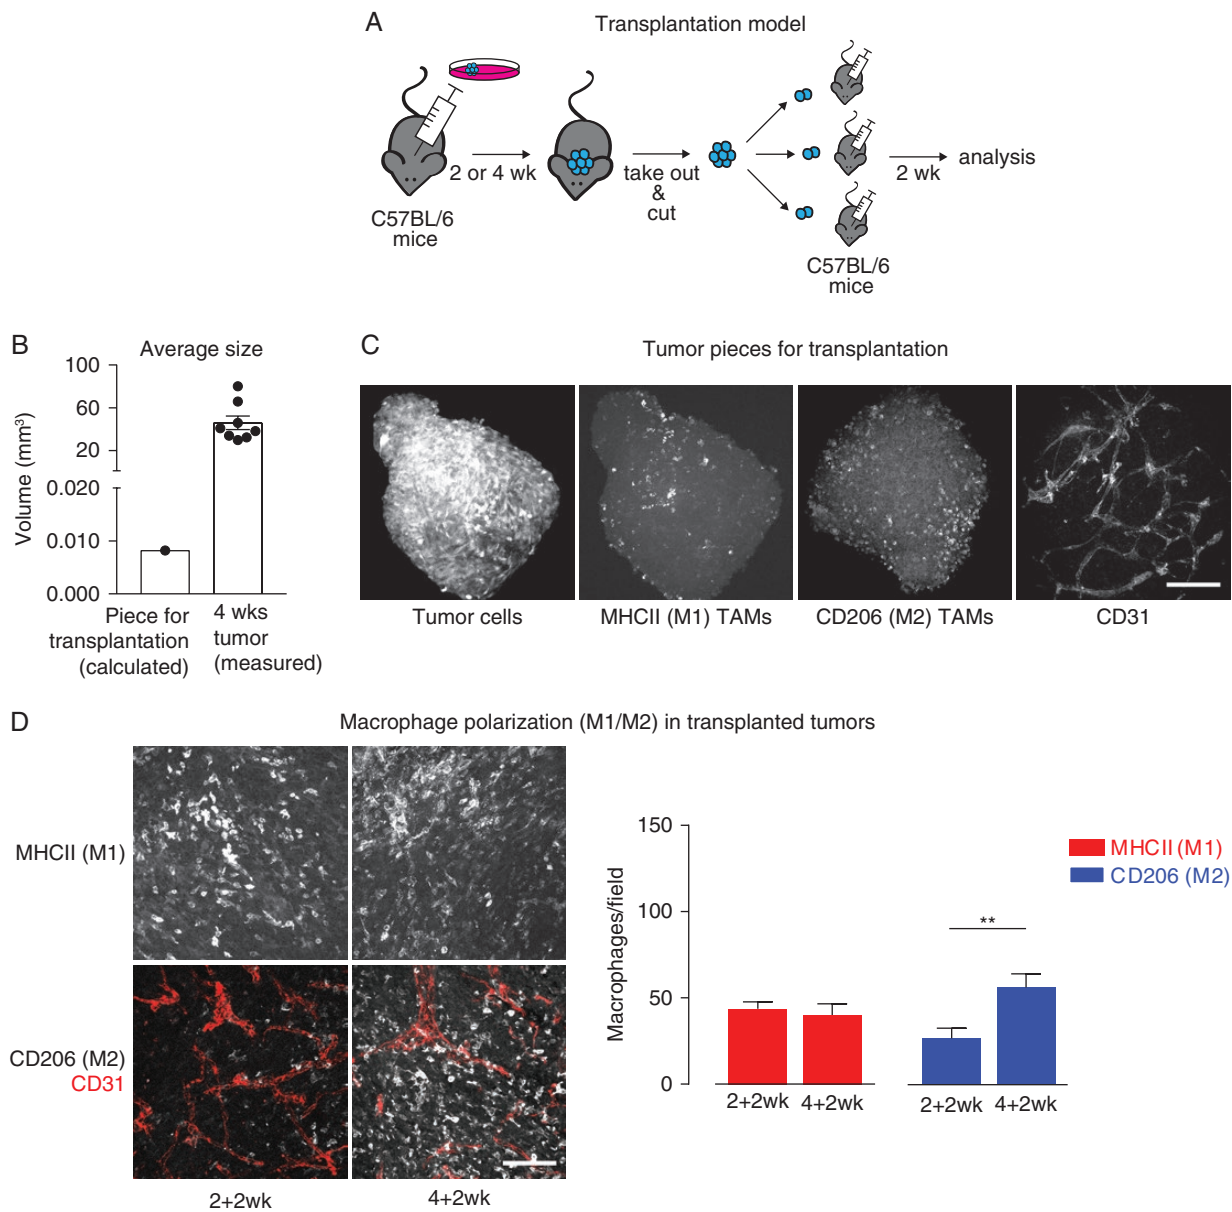 A
Transplantation model
C57BL/6
mice
2 or 4 wk
take out
&
cut
2 wk
analysis
C57BL/6
mice
B
Average size
Volume (mm³)
100
60
20
0.020
0.010
0.000
Piece for
transplantation
(calculated)
4 wks
tumor
(measured)
C
Tumor pieces for transplantation
Tumor cells
MHCII (M1) TAMs
CD206 (M2) TAMs
CD31
D
Macrophage polarization (M1/M2) in transplanted tumors
MHCII (M1)
CD206 (M2)
CD31
2+2wk
4+2wk
Macrophages/field
150
100
50
0
MHCII (M1)
CD206 (M2)
**
2+2wk
4+2wk
2+2wk
4+2wk